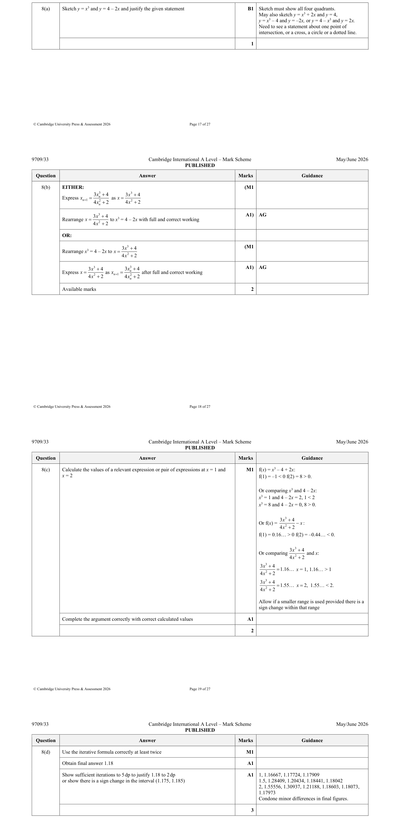 8(a) Sketch y = x³ and y = 4 – 2x and justify the given statement B1 Sketch must show all four quadrants.
May also sketch y = x³ + 2x and y = 4,
y = x³ – 4 and y = –2x, or y = 4 – x³ and y = 2x.
Need to see a statement about one point of
intersection, or a cross, a circle or a dotted line.
1
© Cambridge University Press & Assessment 2026 Page 17 of 27
9709/33 Cambridge International A Level – Mark Scheme May/June 2026
PUBLISHED
Question Answer Marks Guidance
8(b) EITHER: (M1
Express xₙ₊₁ = (3xₙ³ + 4)/(4xₙ² + 2) as x = (3x³ + 4)/(4x² + 2)
Rearrange x = (3x³ + 4)/(4x² + 2) to x³ = 4 – 2x with full and correct working A1) AG
OR:
Rearrange x³ = 4 – 2x to x = (3x³ + 4)/(4x² + 2) (M1
Express x = (3x³ + 4)/(4x² + 2) as xₙ₊₁ = (3xₙ³ + 4)/(4xₙ² + 2) after full and correct working A1) AG
Available marks 2
© Cambridge University Press & Assessment 2026 Page 18 of 27
9709/33 Cambridge International A Level – Mark Scheme May/June 2026
PUBLISHED
Question Answer Marks Guidance
8(c) Calculate the values of a relevant expression or pair of expressions at x = 1 and
x = 2
M1 f(x) = x³ – 4 + 2x:
f(1) = –1 < 0 f(2) = 8 > 0.
Or comparing x³ and 4 – 2x:
x³ = 1 and 4 – 2x = 2, 1 < 2
x³ = 8 and 4 – 2x = 0, 8 > 0.
Or f(x) = (3x³ + 4)/(4x² + 2) – x:
f(1) = 0.16… > 0 f(2) = –0.44… < 0.
Or comparing (3x³ + 4)/(4x² + 2) and x:
(3x³ + 4)/(4x² + 2) = 1.16… x = 1, 1.16… > 1
(3x³ + 4)/(4x² + 2) = 1.55… x = 2, 1.55… < 2.
Allow if a smaller range is used provided there is a
sign change within that range
Complete the argument correctly with correct calculated values A1
2
© Cambridge University Press & Assessment 2026 Page 19 of 27
9709/33 Cambridge International A Level – Mark Scheme May/June 2026
PUBLISHED
Question Answer Marks Guidance
8(d) Use the iterative formula correctly at least twice M1
Obtain final answer 1.18 A1
Show sufficient iterations to 5 dp to justify 1.18 to 2 dp
or show there is a sign change in the interval (1.175, 1.185)
A1 1, 1.16667, 1.17724, 1.17909
1.5, 1.28409, 1.20434, 1.18441, 1.18042
2, 1.55556, 1.30937, 1.21188, 1.18603, 1.18073,
1.17973
Condone minor differences in final figures.
3